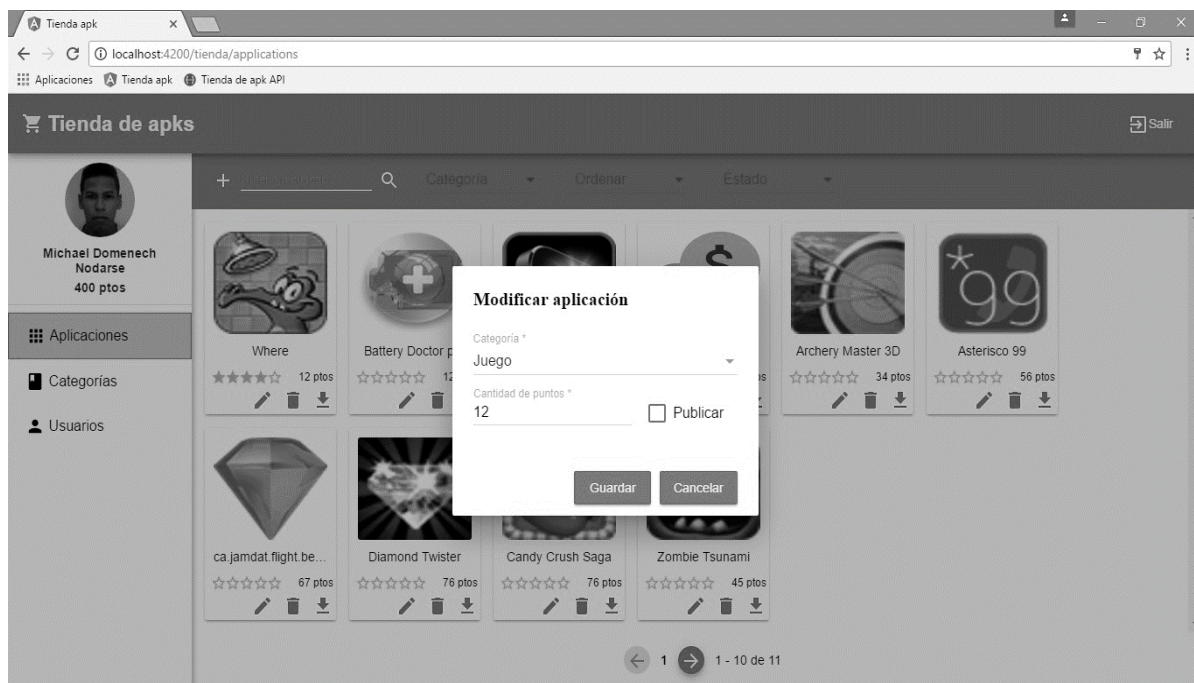 Tienda apk
localhost:4200/tienda/applications
Aplicaciones Tienda apk Tienda de apk API
Tienda de apks
Salir
Categoría Ordenar Estado
Michael Domenech
Nodarse
400 ptos
Aplicaciones
Categorías
Usuarios
Where
12 ptos
Battery Doctor
12
Archery Master 3D
34 ptos
Asterisco 99
56 ptos
*99
Modificar aplicación
Categoría *
Juego
Cantidad de puntos *
12
Publicar
Guardar Cancelar
ca.jamdat.flight.be...
67 ptos
Diamond Twister
76 ptos
Candy Crush Saga
76 ptos
Zombie Tsunami
45 ptos
1 1 - 10 de 11